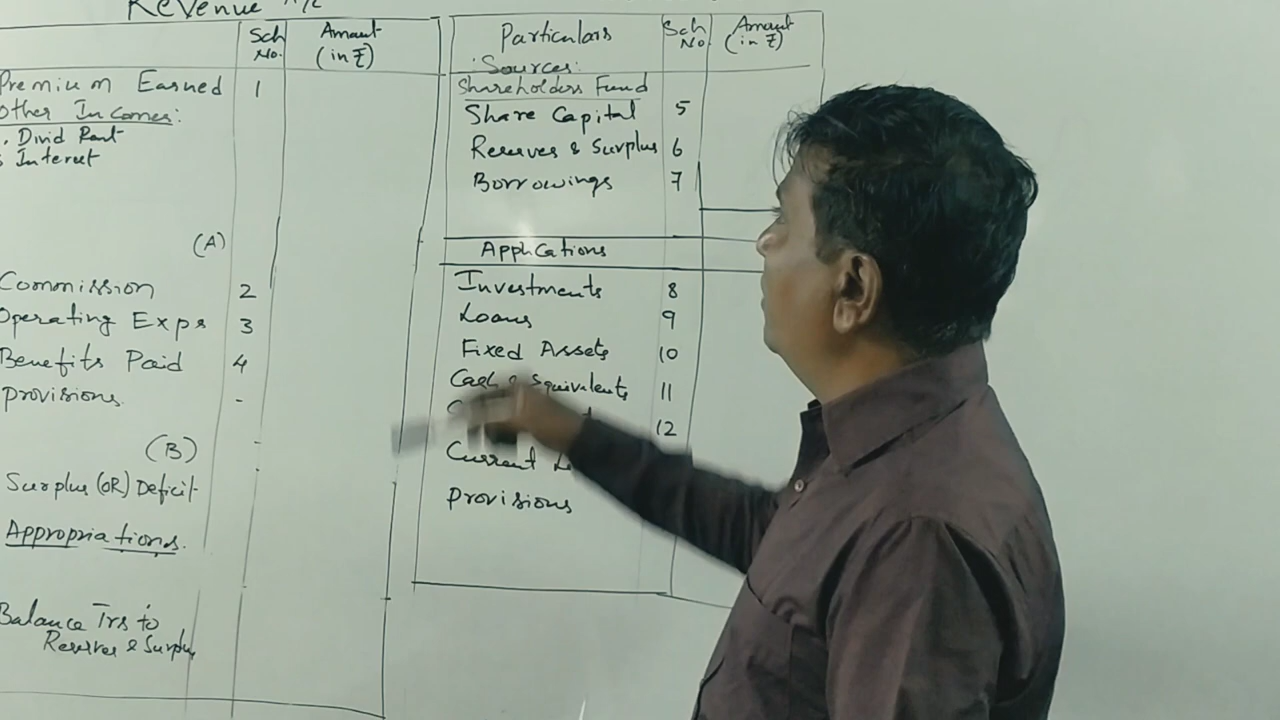 Revenue A/c
Sch No.
Amount (in ₹)
Premium Earned 1
Other Incomes:
Divid Rent
Interest
(A)
Commission 2
Operating Exps 3
Benefits Paid 4
Provisions -
(B) -
Surplus (OR) Deficit
Appropriations.
Balance Trs to
Reserves & Surplus
Particulars
Sch No.
Amount (in ₹)
Sources:
Shareholders Fund
Share Capital 5
Reserves & Surplus 6
Borrowings 7
Applications
Investments 8
Loans 9
Fixed Assets 10
Cash & Equivalents 11
12
Current
Provisions